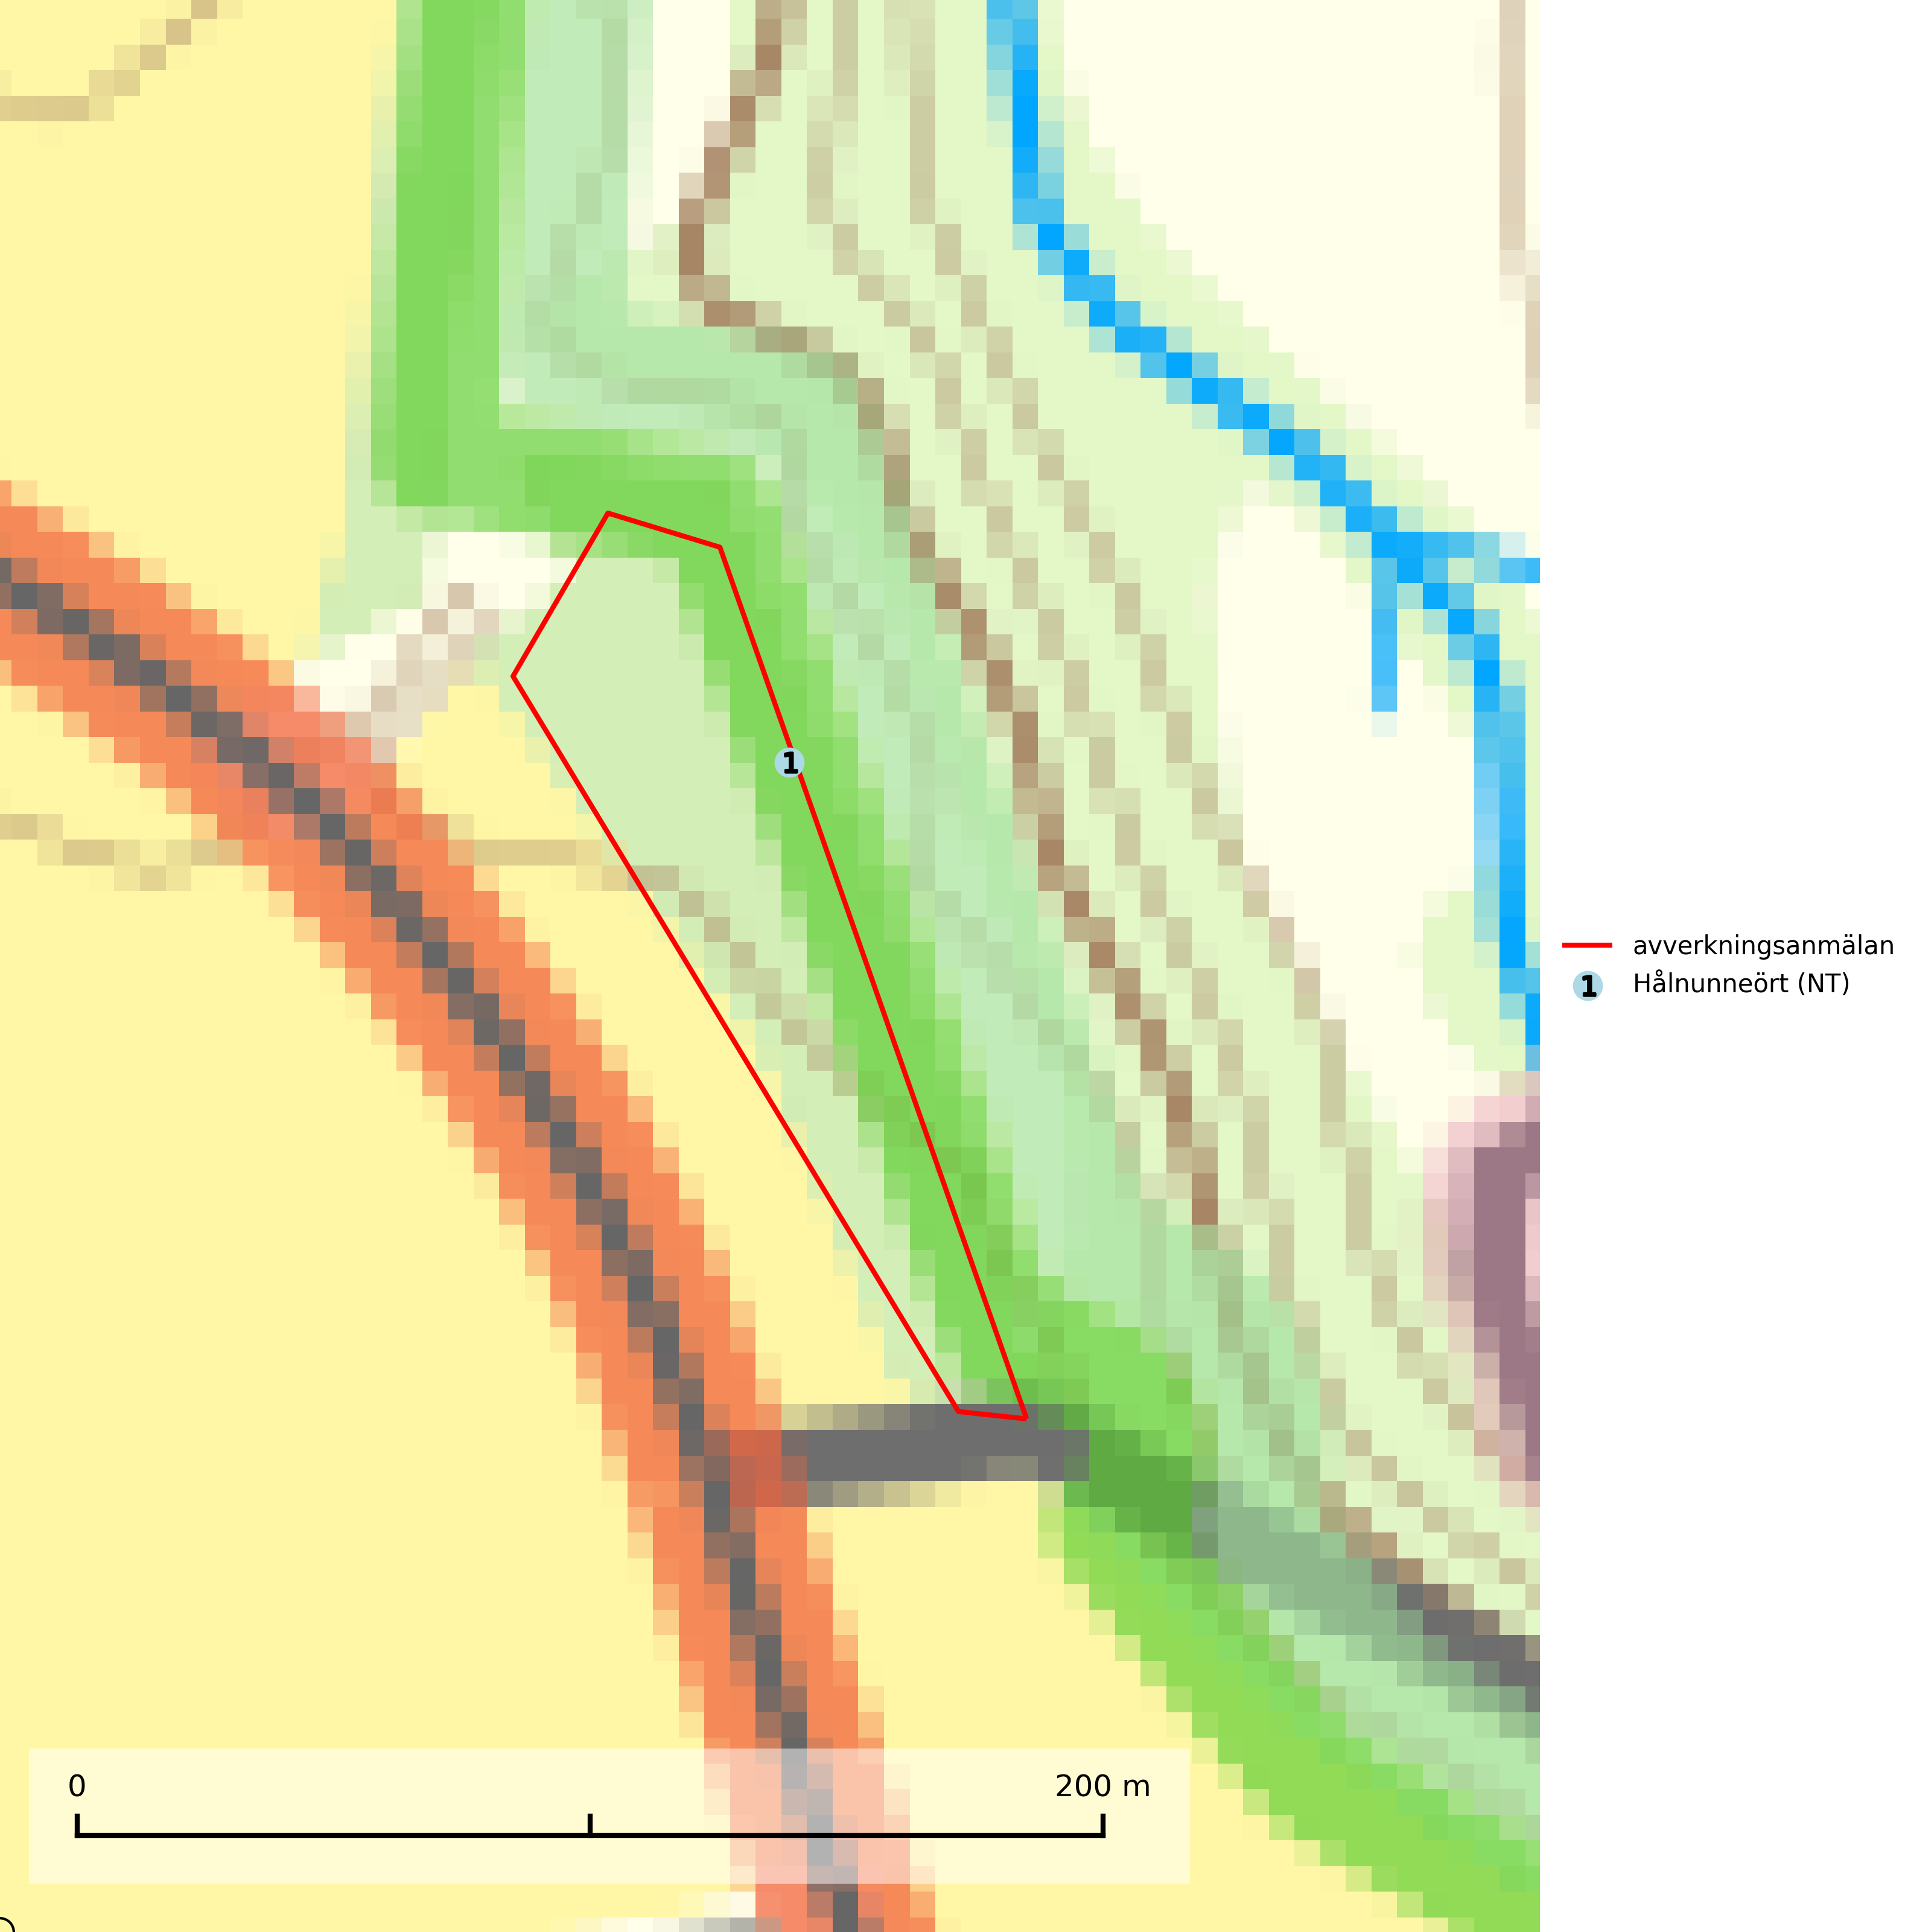 1
avverkningsanmälan
1 Hålnunneört (NT)
0 200 m